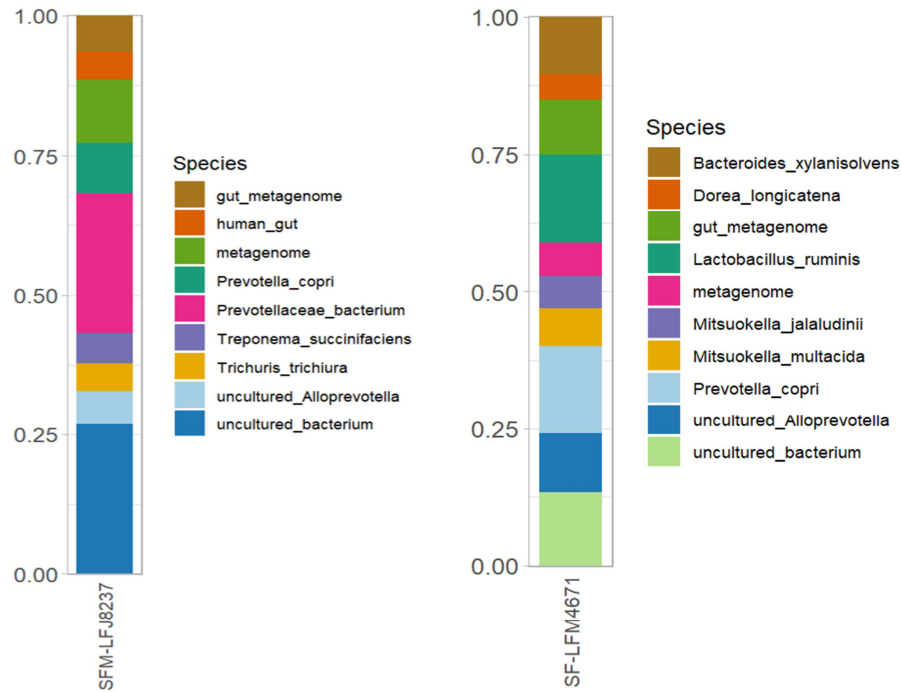 1.00
0.75
0.50
0.25
0.00
SFM-LFJ8237
Species
gut_metagenome
human_gut
metagenome
Prevotella_copri
Prevotellaceae_bacterium
Treponema_succinifaciens
Trichuris_trichiura
uncultured_Alloprevotella
uncultured_bacterium
1.00
0.75
0.50
0.25
0.00
SF-LFM4671
Species
Bacteroides_xylanisolvens
Dorea_longicatena
gut_metagenome
Lactobacillus_ruminis
metagenome
Mitsuokella_jalaludinii
Mitsuokella_multacida
Prevotella_copri
uncultured_Alloprevotella
uncultured_bacterium